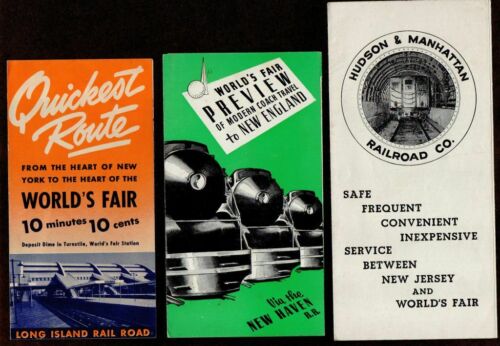 Quickest
Route
FROM THE HEART OF NEW
YORK TO THE HEART OF THE
WORLD'S FAIR
10 minutes 10 cents
Deposit Dime in Turnstile, World's Fair Station
LONG ISLAND RAIL ROAD
WORLD'S FAIR
PREVIEW
OF MODERN COACH TRAVEL
to NEW ENGLAND
Via the
NEW HAVEN
R.R.
HUDSON & MANHATTAN
RAILROAD CO.
SAFE
FREQUENT
CONVENIENT
INEXPENSIVE
SERVICE
BETWEEN
NEW JERSEY
AND
WORLD'S FAIR